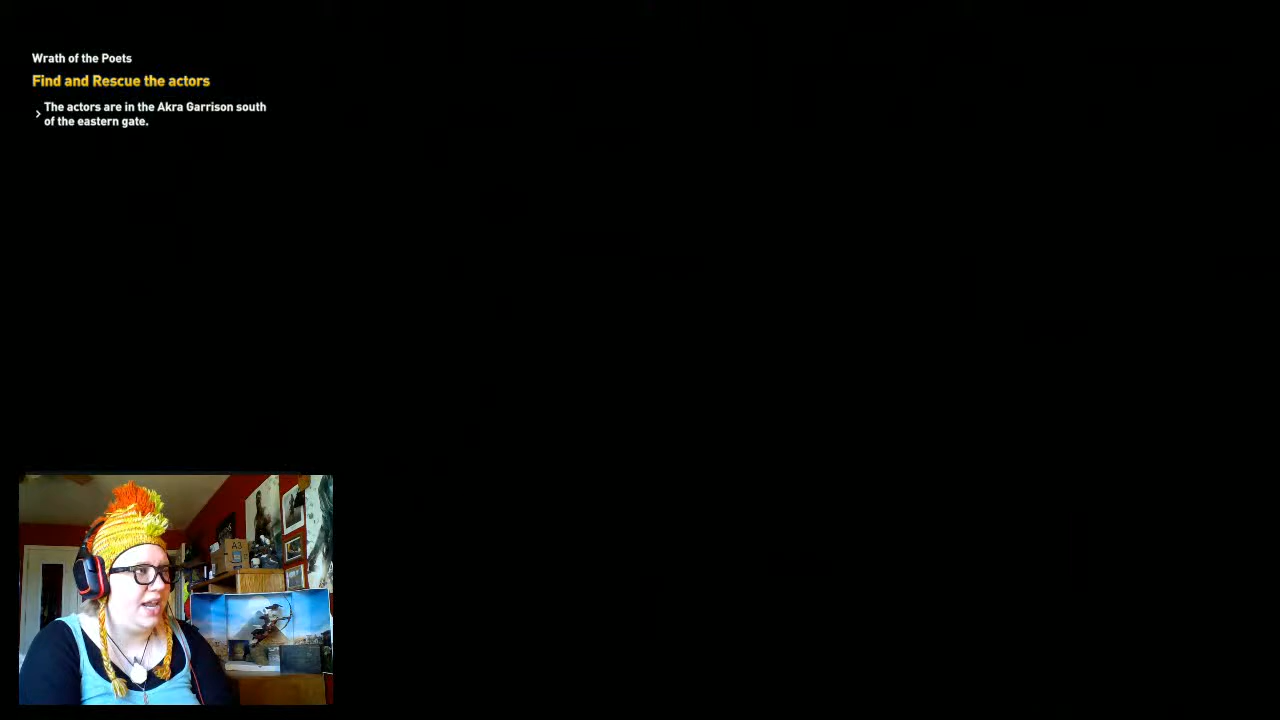 Wrath of the Poets
Find and Rescue the actors
The actors are in the Akra Garrison south
of the eastern gate.
A3